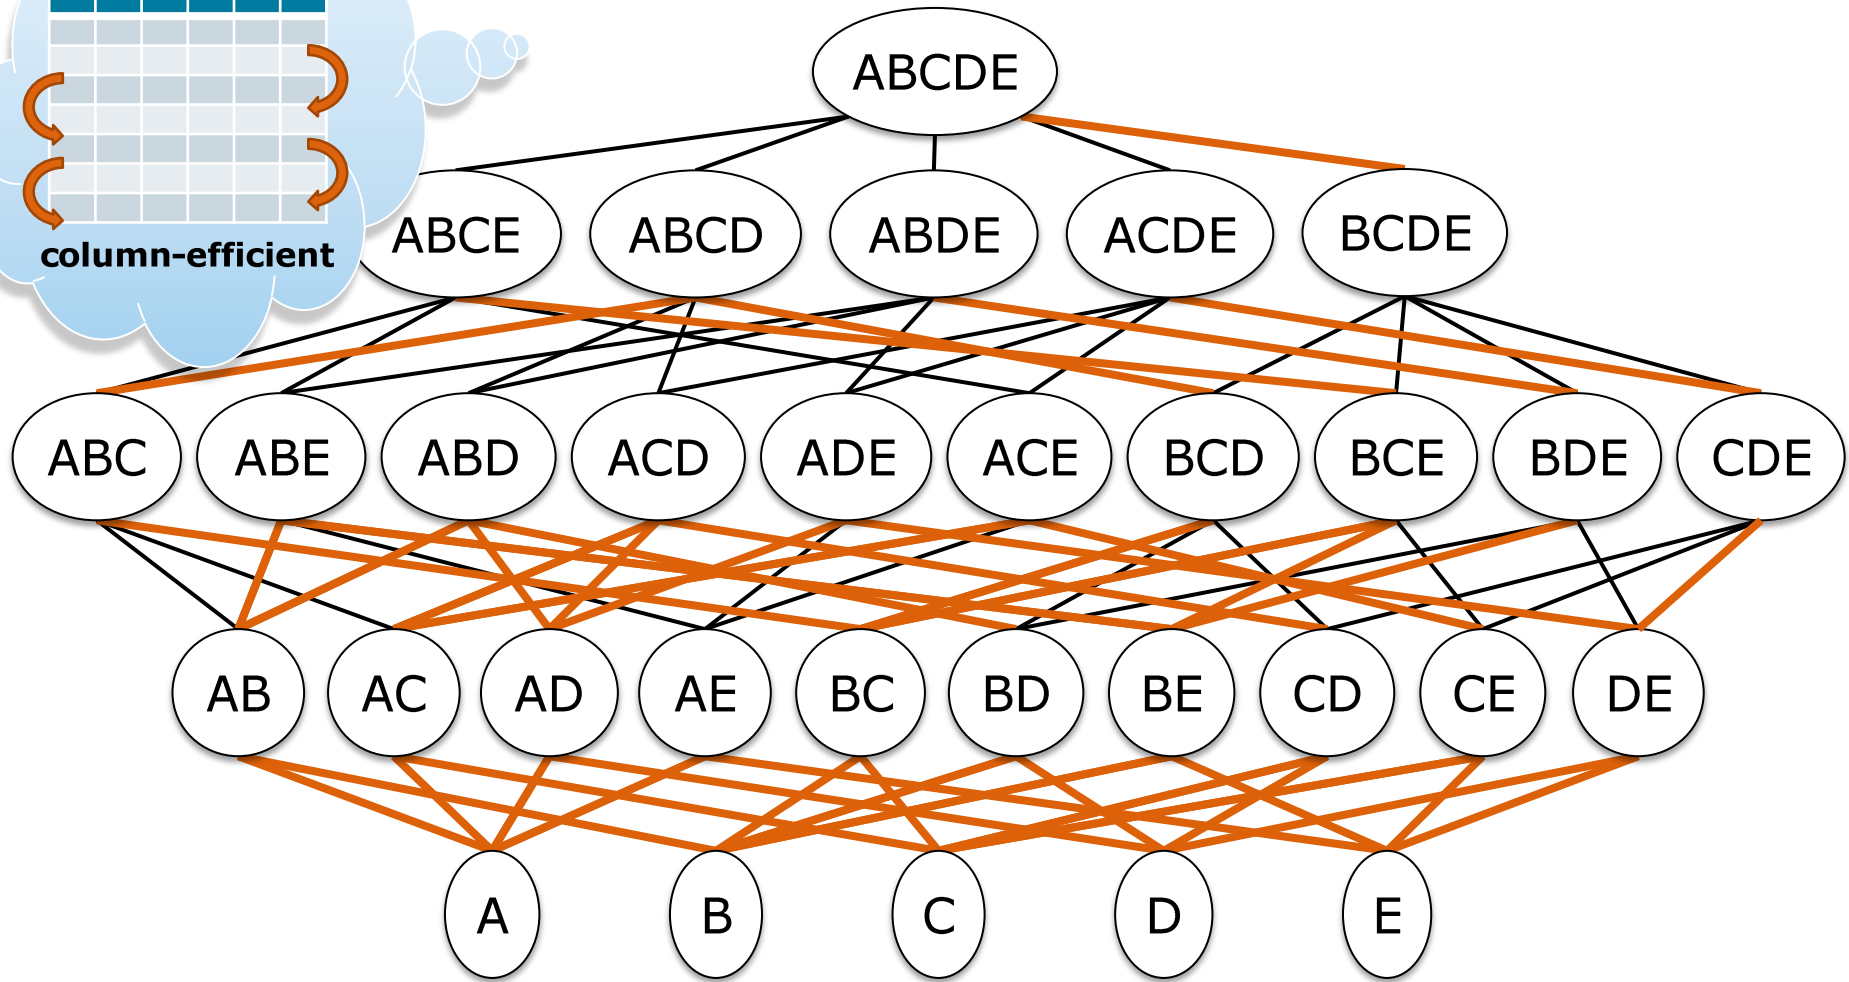 ABCDE
ABCE ABCD ABDE ACDE BCDE
column-efficient
ABC ABE ABD ACD ADE ACE BCD BCE BDE CDE
AB AC AD AE BC BD BE CD CE DE
A B C D E